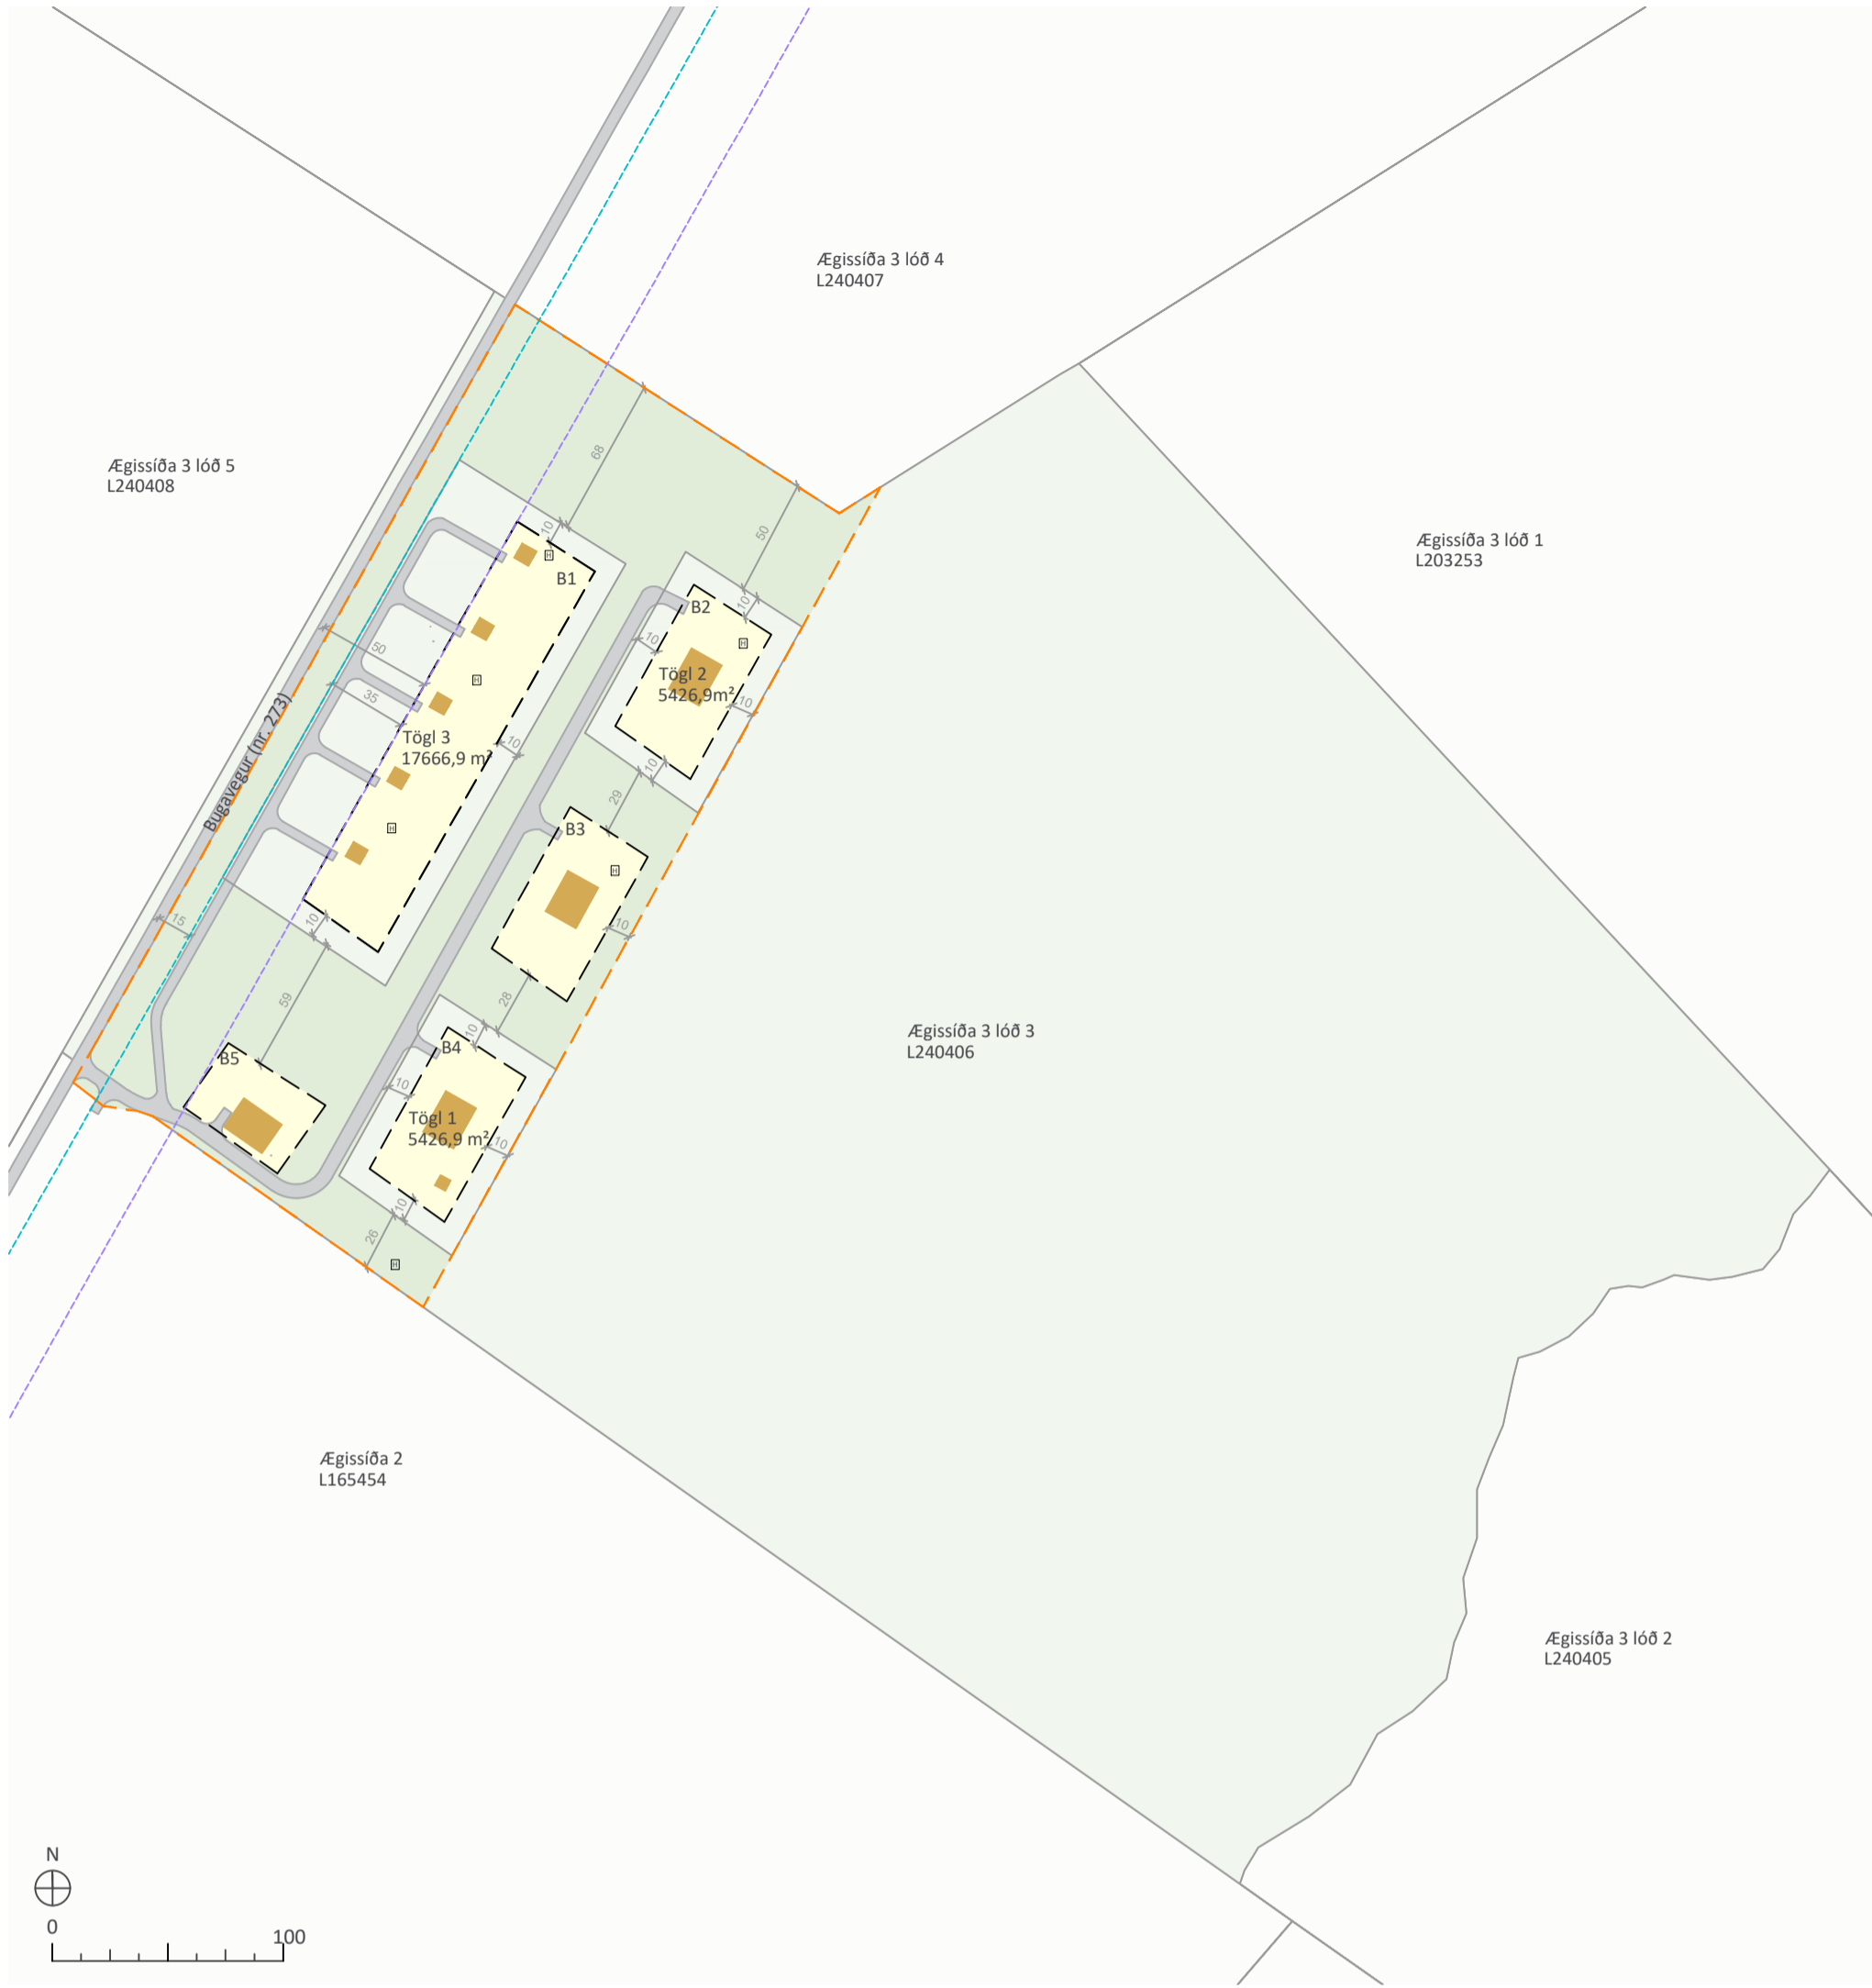 Ægissíða 3 lóð 4
L240407
Ægissíða 3 lóð 5
L240408
Ægissíða 3 lóð 1
L203253
68
50
10
B1
10
B2
10
50
35
Tögl 2
5426,9m²
10
Tögl 3
17666,9 m²
10
10
29
Bugavegur (nr. 273)
B3
15
10
10
59
28
10
Ægissíða 3 lóð 3
L240406
B5
B4
10
Tögl 1
5426,9 m²
10
10
26
H
H
H
H
H
H
Ægissíða 2
L165454
Ægissíða 3 lóð 2
L240405
N
0
100